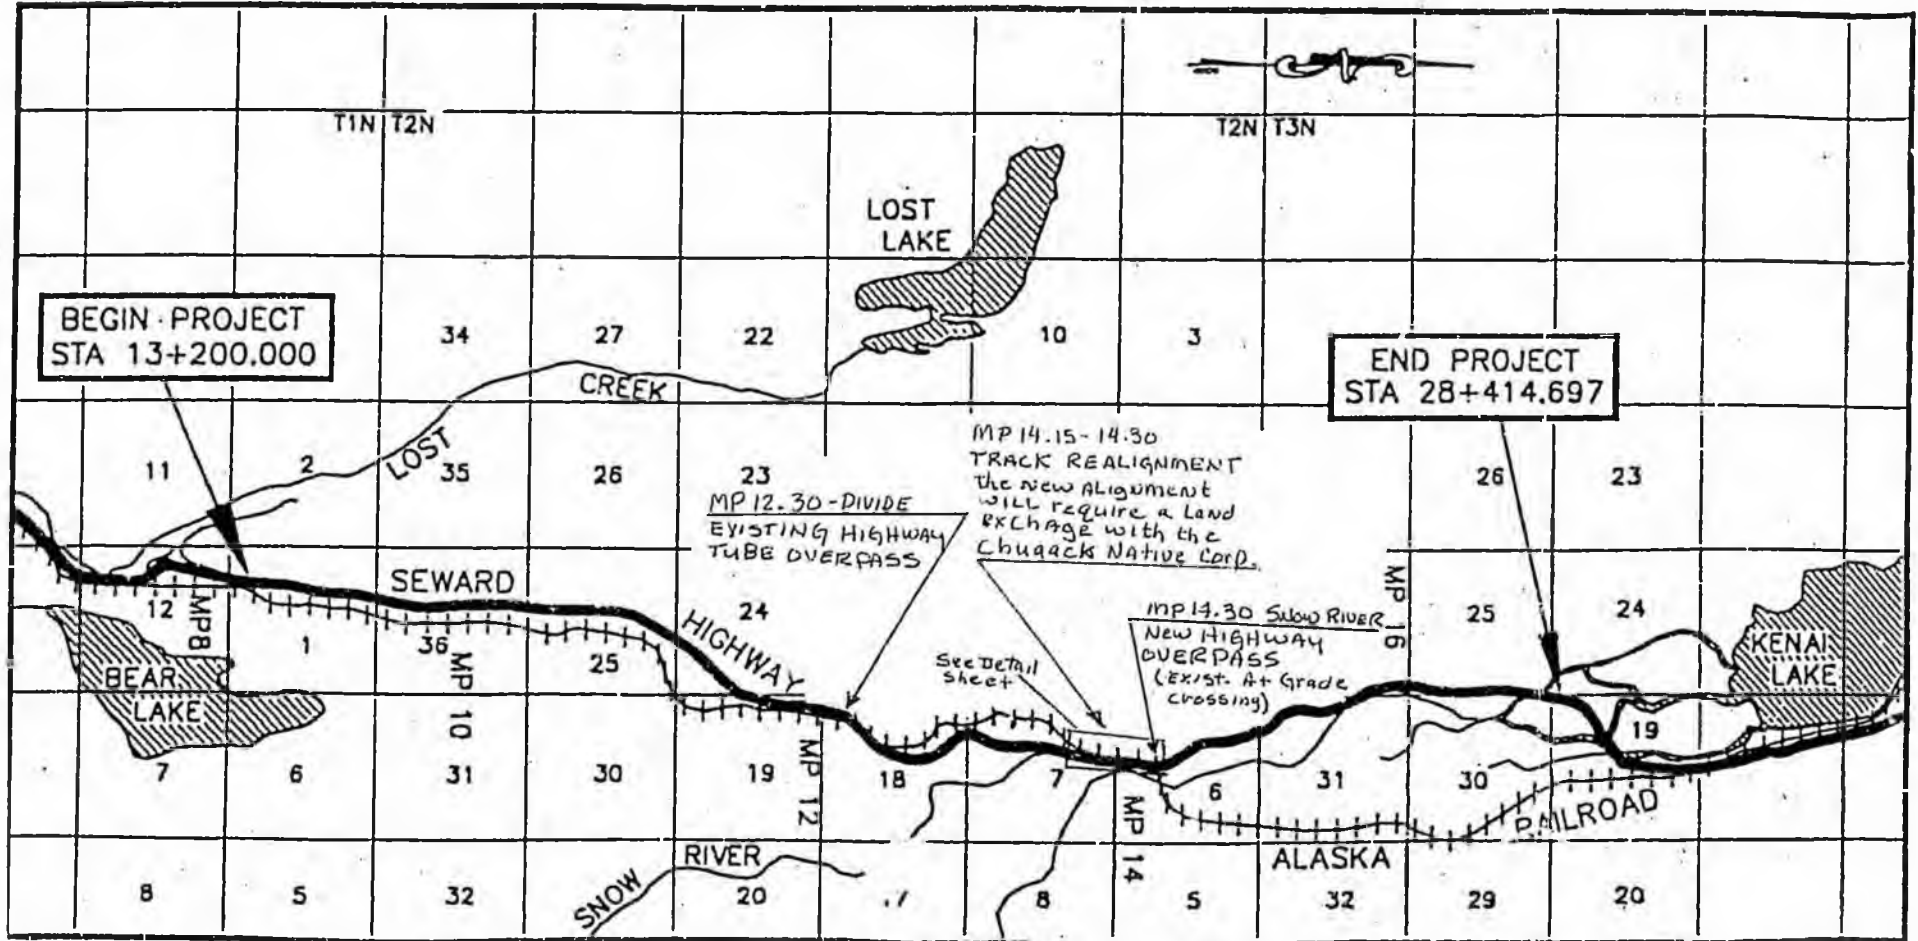 T1N T2N
T2N T3N
LOST
LAKE
BEGIN PROJECT
STA 13+200.000
34
27
22
10
3
END PROJECT
STA 28+414.697
CREEK
LOST
11
2
35
26
23
26
23
MP 14.15-14.30
TRACK REALIGNMENT
The NEW ALIGNMENT
WILL require a Land
ExchAge with the
Chugack Native Corp.
MP 12.30-DIVIDE
EXISTING HIGHWAY
TUBE OVERPASS
SEWARD
HIGHWAY
12
MP8
1
36
MP 10
25
24
MP 14.30 Snow RIVER
NEW HIGHWAY
OVERPASS
(Exist. At Grade
crossing)
See Detail
Sheet
MP 16
25
24
KENAI
LAKE
BEAR
LAKE
7
6
31
30
19
MP 12
18
7
MP 14
6
31
30
19
RAILROAD
ALASKA
SNOW
RIVER
8
5
32
20
8
5
32
29
20